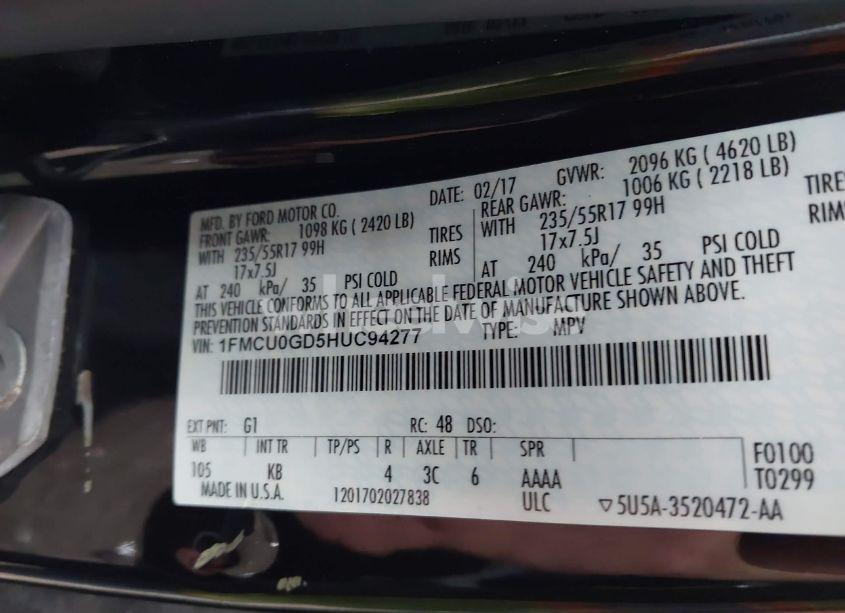 MFD. BY FORD MOTOR CO.
DATE: 02/17 GVWR: 2096 KG ( 4620 LB)
FRONT GAWR: 1098 KG ( 2420 LB) REAR GAWR: 1006 KG ( 2218 LB)
WITH 235/55R17 99H TIRES WITH 235/55R17 99H TIRES
17x7.5J RIMS 17x7.5J RIMS
AT 240 kPa/ 35 PSI COLD AT 240 kPa/ 35 PSI COLD
THIS VEHICLE CONFORMS TO ALL APPLICABLE FEDERAL MOTOR VEHICLE SAFETY AND THEFT
PREVENTION STANDARDS IN EFFECT ON THE DATE OF MANUFACTURE SHOWN ABOVE.
VIN: 1FMCU0GD5HUC94277 TYPE: MPV
EXT PNT: G1 RC: 48 DSO:
WB INT TR TP/PS R AXLE TR SPR F0100
105 KB 4 3C 6 AAAA T0299
MADE IN U.S.A. 1201702027838 ULC ▽5U5A-3520472-AA